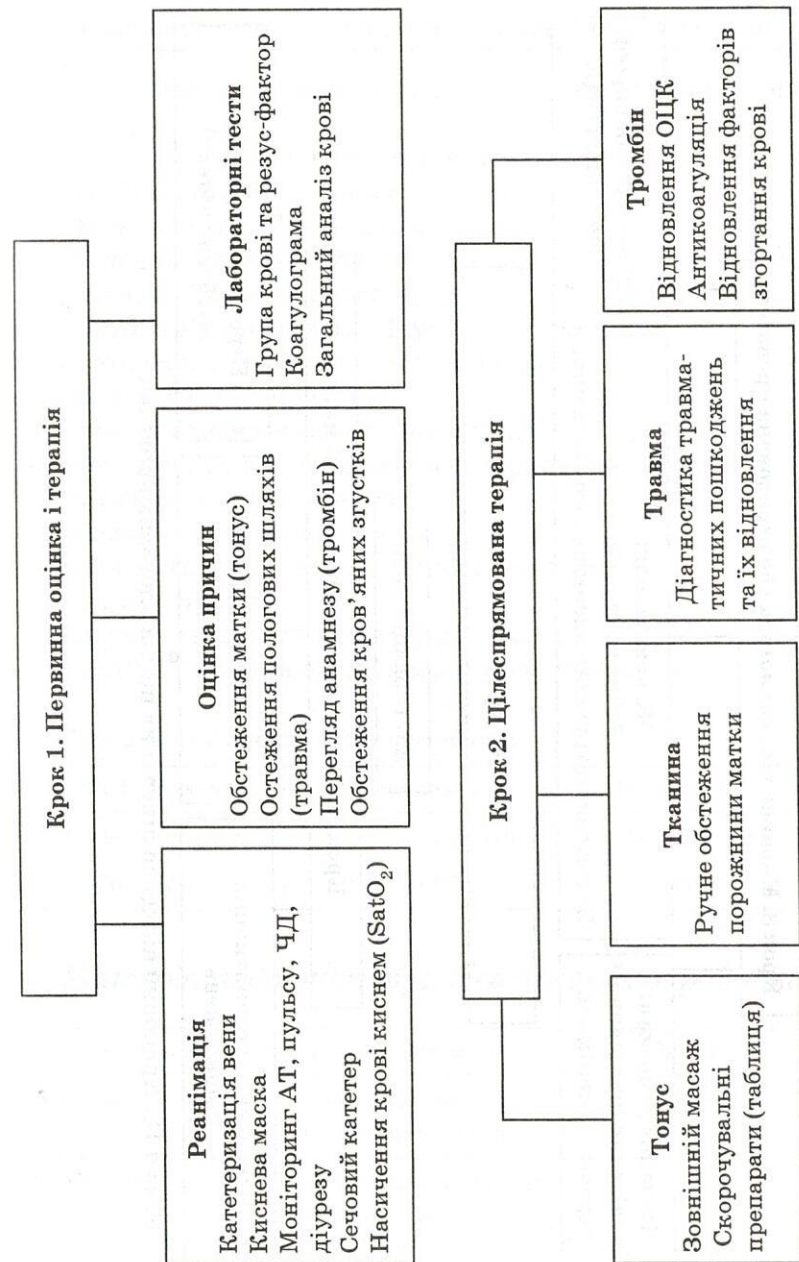 Крок 1. Первинна оцінка і терапія
Реанімація
Катетеризація вени
Киснева маска
Моніторинг АТ, пульсу, ЧД,
діурезу
Сечовий катетер
Насичення крові киснем (SatO₂)
Оцінка причин
Обстеження матки (тонус)
Остеження пологових шляхів
(травма)
Перегляд анамнезу (тромбін)
Обстеження кров’яних згустків
Лабораторні тести
Група крові та резус-фактор
Коагулограма
Загальний аналіз крові
Крок 2. Цілеспрямована терапія
Тонус
Зовнішній масаж
Скорочувальні
препарати (таблиця)
Тканина
Ручне обстеження
порожнини матки
Травма
Діагностика травма-
тичних пошкоджень
та їх відновлення
Тромбін
Відновлення ОЦК
Антикоагуляція
Відновлення факторів
згортання крові